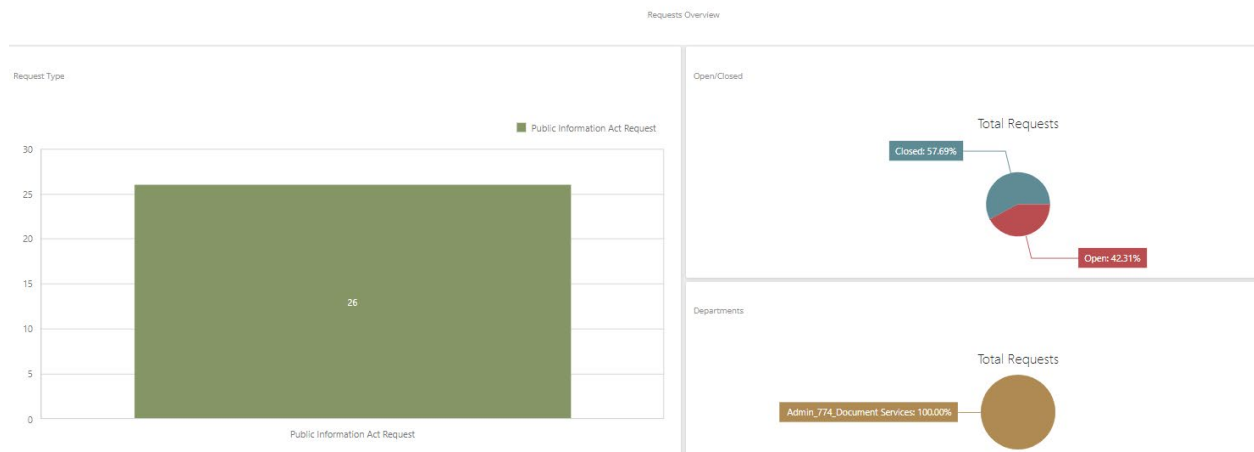 Requests Overview
Request Type
Public Information Act Request
30
25
20
15
10
5
0
26
Public Information Act Request
Open/Closed
Total Requests
Closed: 57.69%
Open: 42.31%
Departments
Total Requests
Admin_774_Document Services: 100.00%